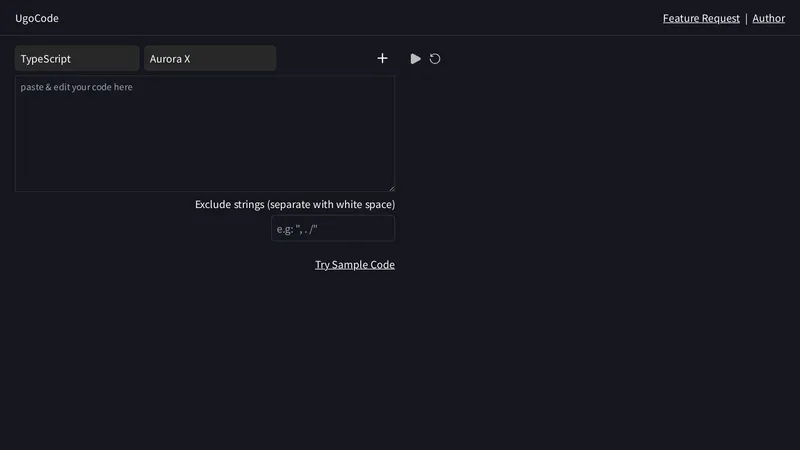 UgoCode
Feature Request | Author
TypeScript
Aurora X
paste & edit your code here
Exclude strings (separate with white space)
e.g: ", . /"
Try Sample Code